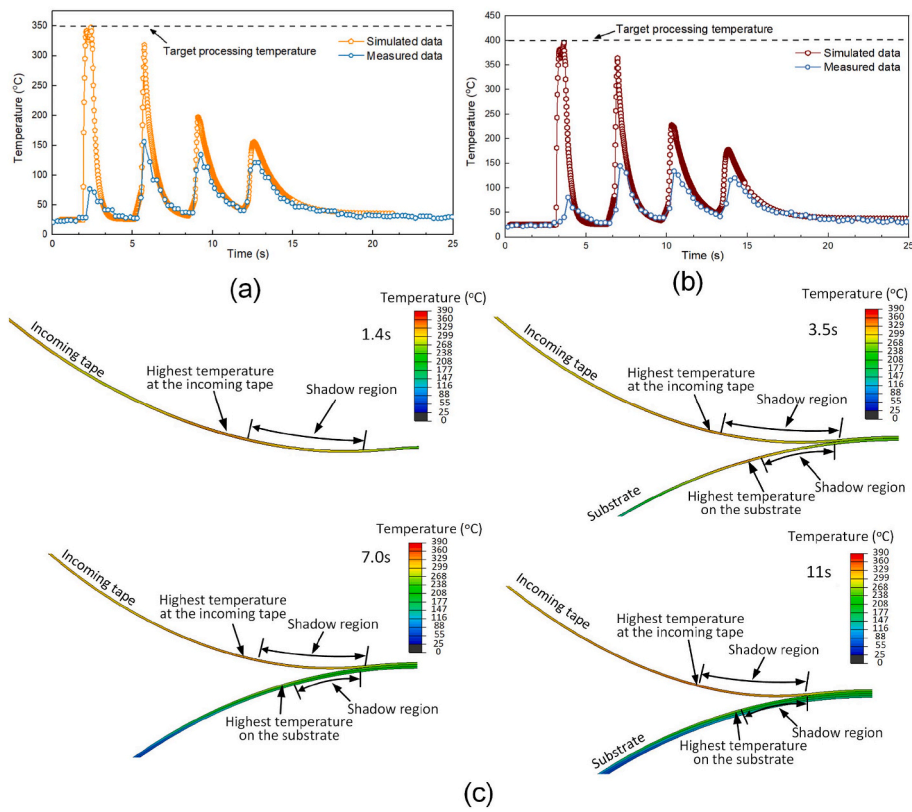 350
300
250
200
150
100
50
0
0
5
10
15
20
25
Temperature (°C)
Time (s)
Target processing temperature
Simulated data
Measured data
(a)
450
400
350
300
250
200
150
100
50
0
0
5
10
15
20
25
Temperature (°C)
Time (s)
Target processing temperature
Simulated data
Measured data
(b)
Temperature (°C)
390
360
329
299
268
238
208
177
147
116
88
55
25
0
1.4s
Incoming tape
Highest temperature
at the incoming tape
Shadow region
Temperature (°C)
390
360
329
299
268
238
208
177
147
116
88
55
25
0
3.5s
Incoming tape
Highest temperature
at the incoming tape
Shadow region
Substrate
Highest temperature
on the substrate
Shadow region
Temperature (°C)
390
360
329
299
268
238
208
177
147
116
88
55
25
0
7.0s
Incoming tape
Highest temperature
at the incoming tape
Shadow region
Highest temperature
on the substrate
Shadow region
Temperature (°C)
390
360
329
299
268
238
208
177
147
116
88
55
25
0
11s
Incoming tape
Highest temperature
at the incoming tape
Shadow region
Substrate
Highest temperature
on the substrate
Shadow region
(c)